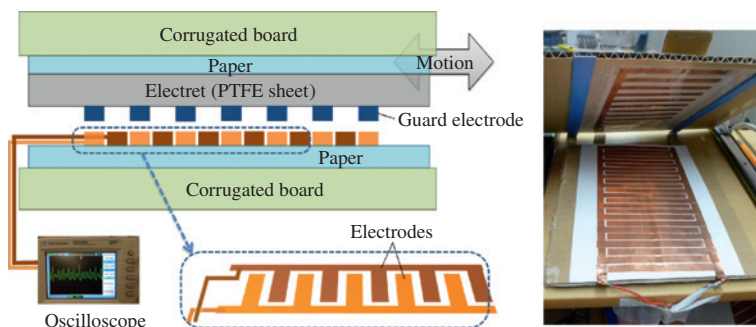 Corrugated board
Paper
Motion
Electret (PTFE sheet)
Guard electrode
Paper
Corrugated board
Electrodes
Oscilloscope